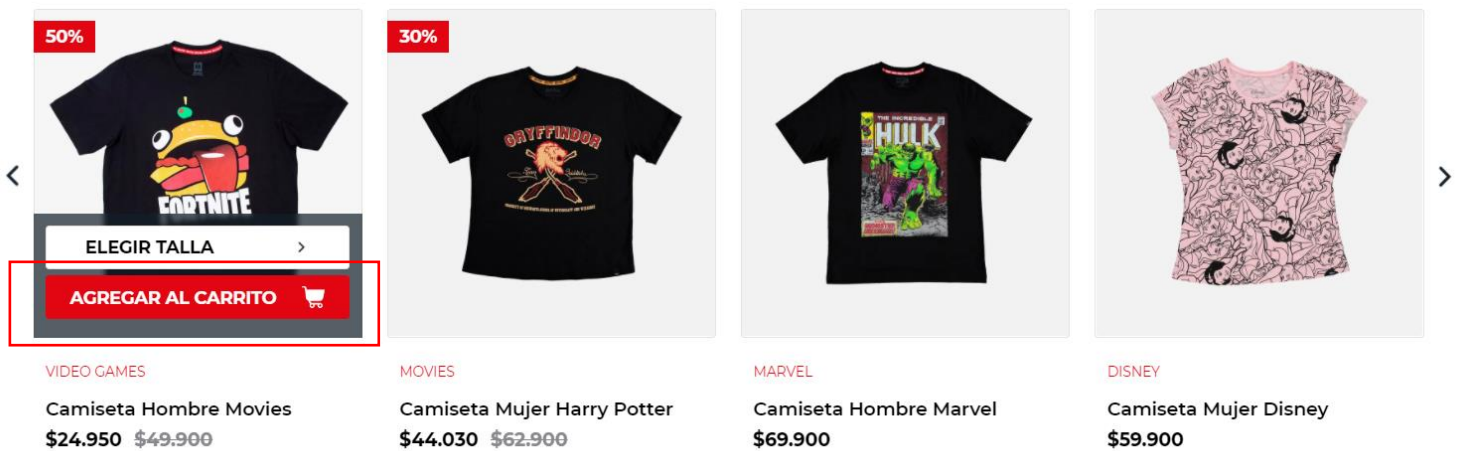 50%
FORTNITE
ELEGIR TALLA
AGREGAR AL CARRITO
VIDEO GAMES
Camiseta Hombre Movies
$24.950 $49.900
30%
GRYFFINDOR
MOVIES
Camiseta Mujer Harry Potter
$44.030 $62.900
THE INCREDIBLE
HULK
MARVEL
Camiseta Hombre Marvel
$69.900
DISNEY
Camiseta Mujer Disney
$59.900